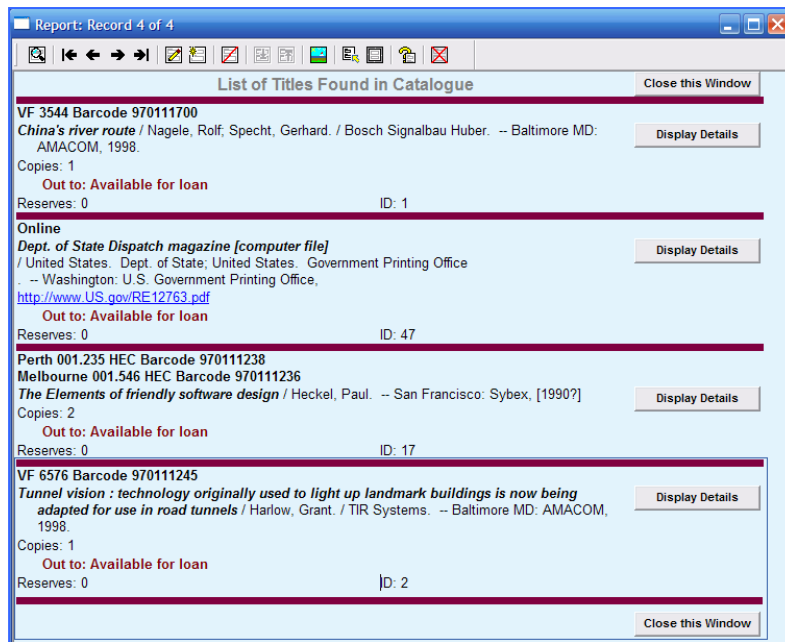 Report: Record 4 of 4
List of Titles Found in Catalogue
Close this Window
VF 3544 Barcode 970111700
China's river route / Nagele, Rolf; Specht, Gerhard. / Bosch Signalbau Huber.  -- Baltimore MD:
AMACOM, 1998.
Display Details
Copies: 1
Out to: Available for loan
Reserves: 0 ID: 1
Online
Dept. of State Dispatch magazine [computer file]
Display Details
/ United States.  Dept. of State; United States.  Government Printing Office
.  -- Washington: U.S. Government Printing Office,
http://www.US.gov/RE12763.pdf
Out to: Available for loan
Reserves: 0 ID: 47
Perth 001.235 HEC Barcode 970111238
Melbourne 001.546 HEC Barcode 970111236
The Elements of friendly software design / Heckel, Paul.  -- San Francisco: Sybex, [1990?]
Display Details
Copies: 2
Out to: Available for loan
Reserves: 0 ID: 17
VF 6576 Barcode 970111245
Tunnel vision : technology originally used to light up landmark buildings is now being
adapted for use in road tunnels / Harlow, Grant. / TIR Systems.  -- Baltimore MD: AMACOM,
1998.
Display Details
Copies: 1
Out to: Available for loan
Reserves: 0 ID: 2
Close this Window